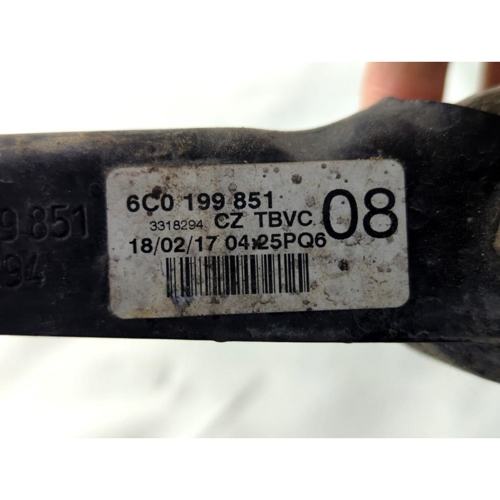 6C0 199 851
3318294 CZ TBVC 08
18/02/17 04:25PQ6
9 851
94